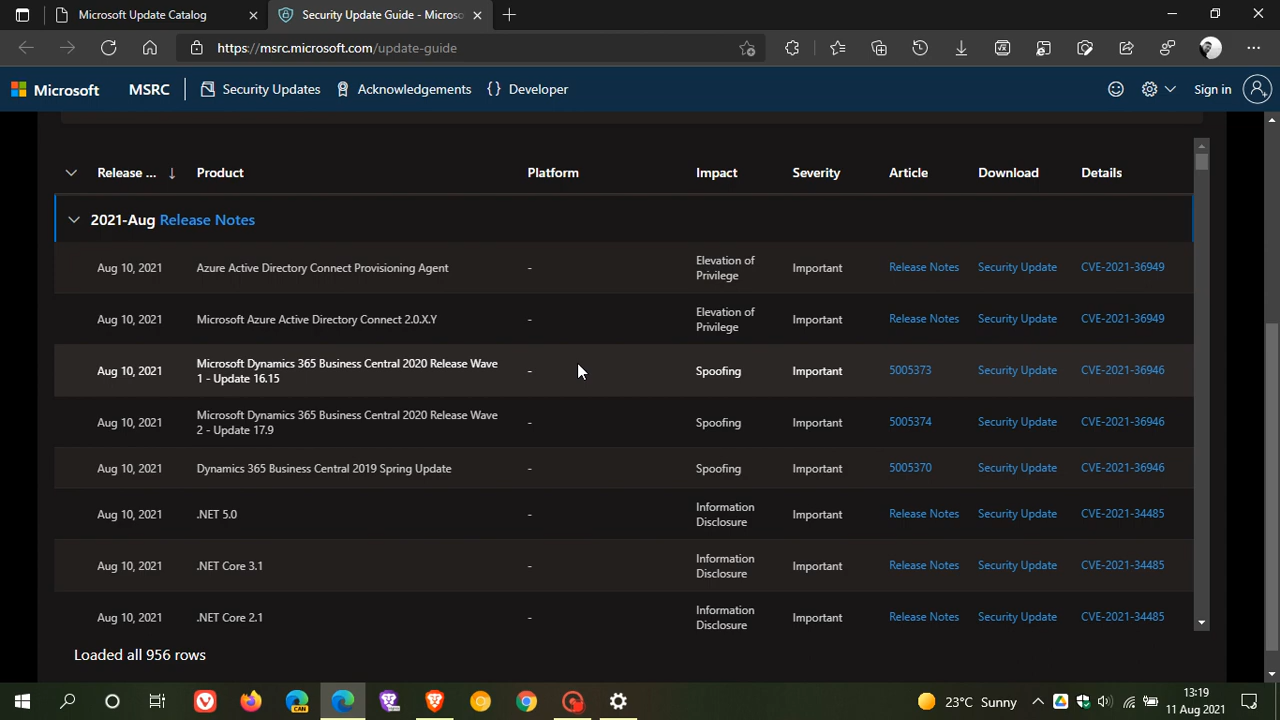 Microsoft Update Catalog
Security Update Guide - Microso
https://msrc.microsoft.com/update-guide
Microsoft
MSRC
Security Updates
Acknowledgements
{} Developer
Sign in
Release ...
Product
Platform
Impact
Severity
Article
Download
Details
2021-Aug Release Notes
Aug 10, 2021
Azure Active Directory Connect Provisioning Agent
-
Elevation of
Privilege
Important
Release Notes
Security Update
CVE-2021-36949
Aug 10, 2021
Microsoft Azure Active Directory Connect 2.0.X.Y
-
Elevation of
Privilege
Important
Release Notes
Security Update
CVE-2021-36949
Aug 10, 2021
Microsoft Dynamics 365 Business Central 2020 Release Wave
1 - Update 16.15
-
Spoofing
Important
5005373
Security Update
CVE-2021-36946
Aug 10, 2021
Microsoft Dynamics 365 Business Central 2020 Release Wave
2 - Update 17.9
-
Spoofing
Important
5005374
Security Update
CVE-2021-36946
Aug 10, 2021
Dynamics 365 Business Central 2019 Spring Update
-
Spoofing
Important
5005370
Security Update
CVE-2021-36946
Aug 10, 2021
.NET 5.0
-
Information
Disclosure
Important
Release Notes
Security Update
CVE-2021-34485
Aug 10, 2021
.NET Core 3.1
-
Information
Disclosure
Important
Release Notes
Security Update
CVE-2021-34485
Aug 10, 2021
.NET Core 2.1
-
Information
Disclosure
Important
Release Notes
Security Update
CVE-2021-34485
Loaded all 956 rows
CAN
23°C Sunny
13:19
11 Aug 2021